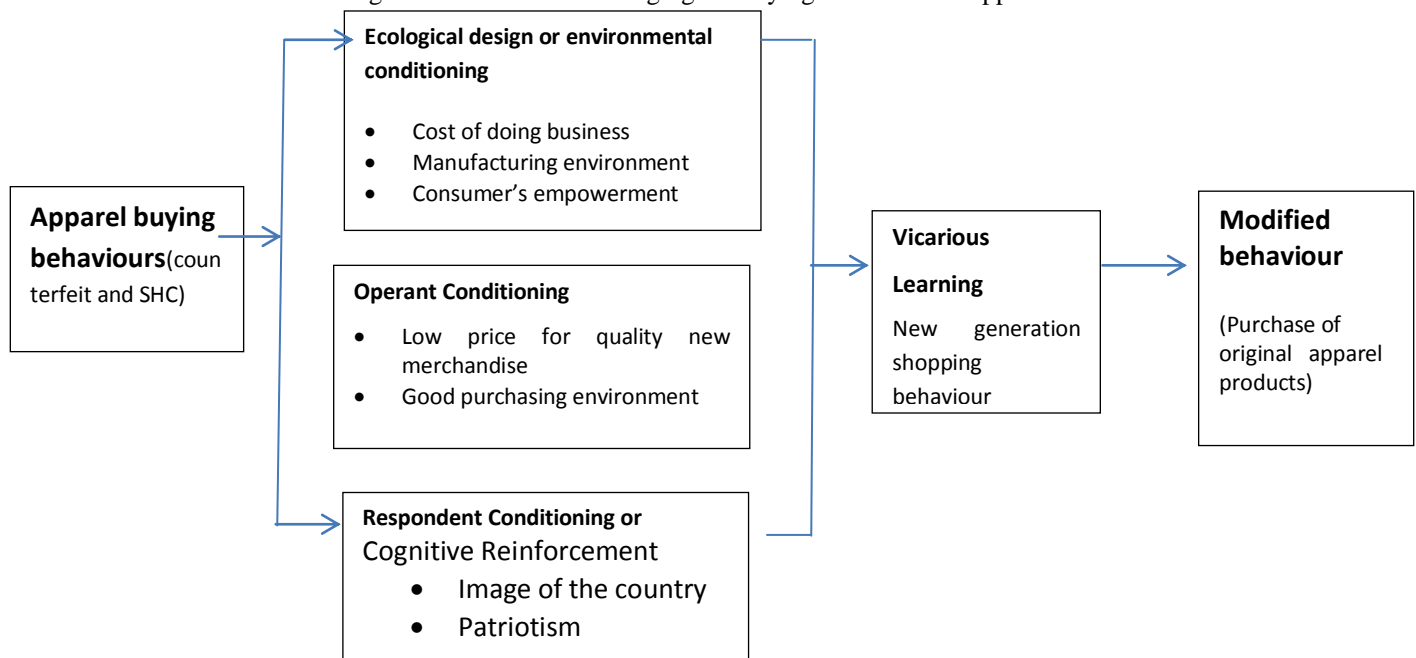 Apparel buying
behaviours(coun
terfeit and SHC)
Ecological design or environmental
conditioning
• Cost of doing business
• Manufacturing environment
• Consumer's empowerment
Operant Conditioning
• Low price for quality new
merchandise
• Good purchasing environment
Respondent Conditioning or
Cognitive Reinforcement
• Image of the country
• Patriotism
Vicarious
Learning
New generation
shopping
behaviour
Modified
behaviour
(Purchase of
original apparel
products)